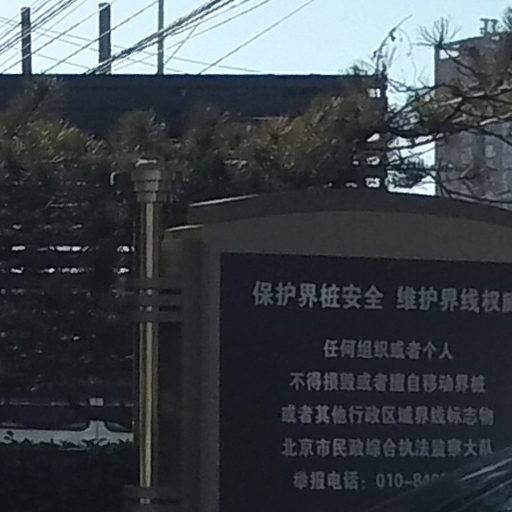 保护界桩安全 维护界线权威
任何组织或者个人
不得损毁或者擅自移动界桩
或者其他行政区域界线标志物
北京市民政综合执法监察大队
举报电话：010-84